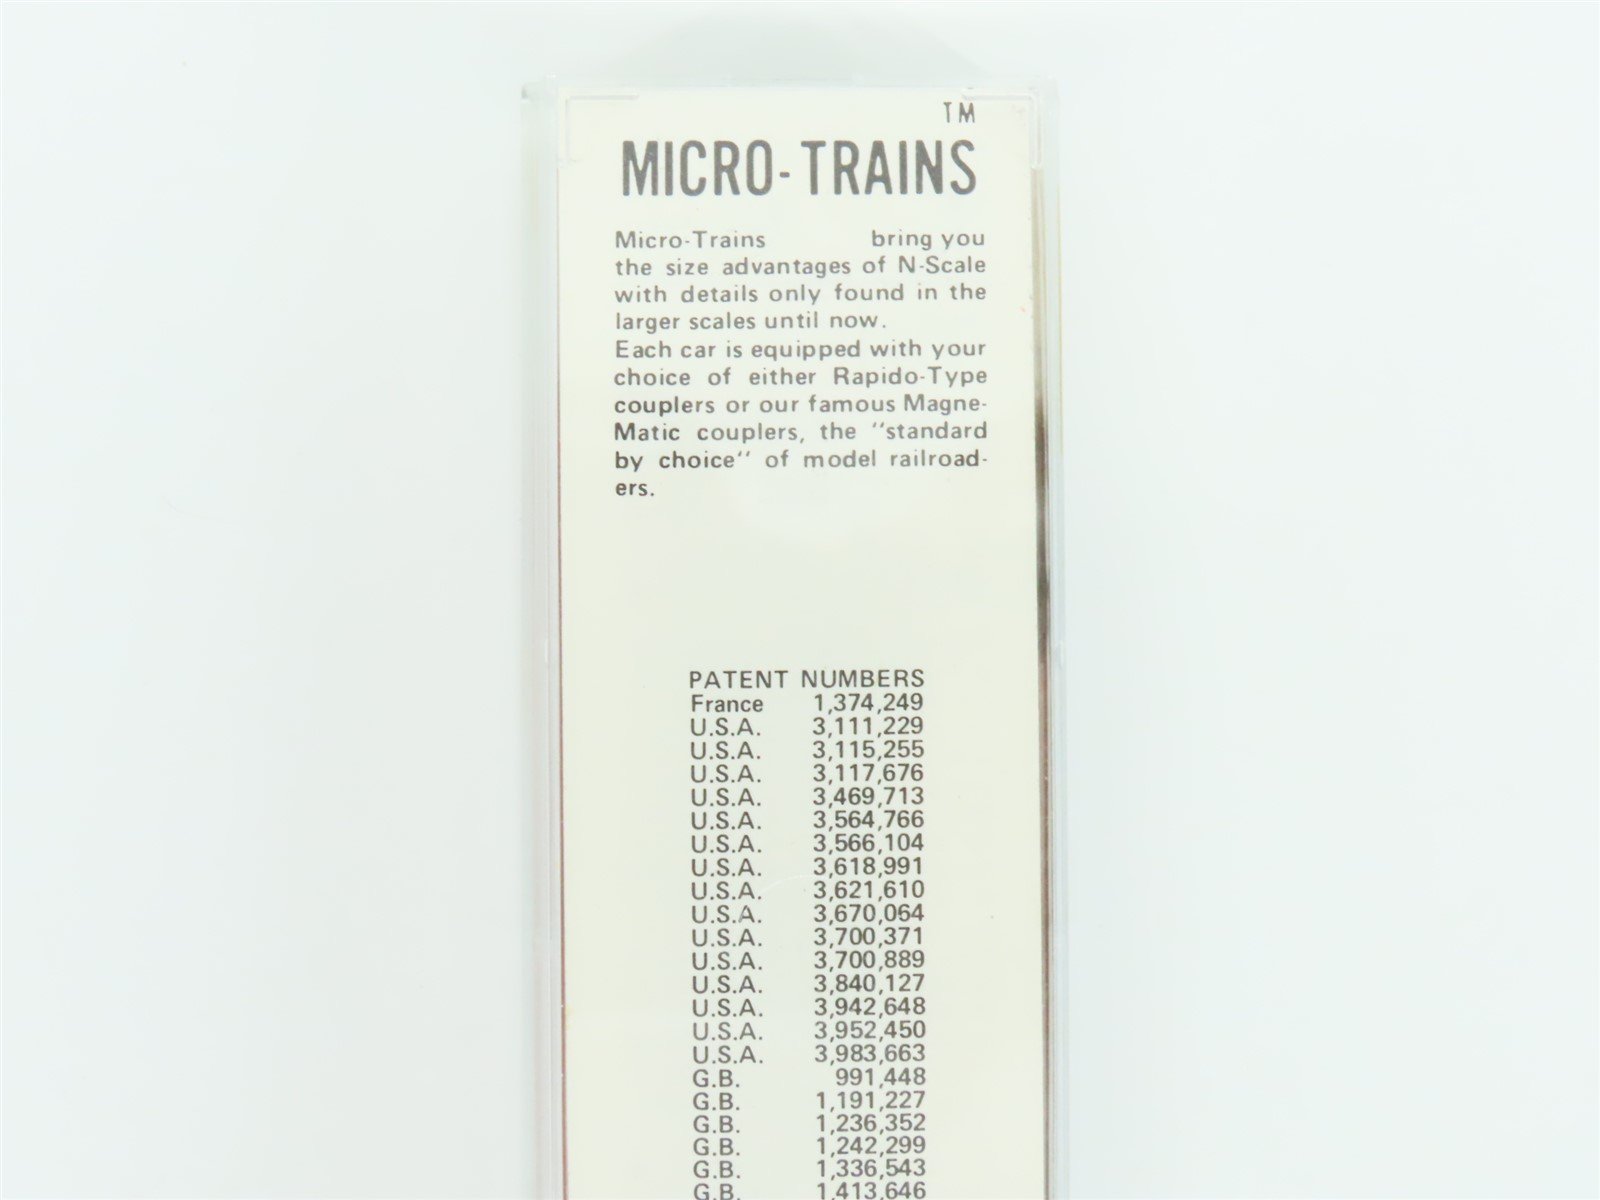 TM
MICRO-TRAINS
Micro-Trains bring you
the size advantages of N-Scale
with details only found in the
larger scales until now.
Each car is equipped with your
choice of either Rapido-Type
couplers or our famous Magne-
Matic couplers, the "standard
by choice" of model railroad-
ers.
PATENT NUMBERS
France 1,374,249
U.S.A. 3,111,229
U.S.A. 3,115,255
U.S.A. 3,117,676
U.S.A. 3,469,713
U.S.A. 3,564,766
U.S.A. 3,566,104
U.S.A. 3,618,991
U.S.A. 3,621,610
U.S.A. 3,670,064
U.S.A. 3,700,371
U.S.A. 3,700,889
U.S.A. 3,840,127
U.S.A. 3,942,648
U.S.A. 3,952,450
U.S.A. 3,983,663
G.B. 991,448
G.B. 1,191,227
G.B. 1,236,352
G.B. 1,242,299
G.B. 1,336,543
G.B. 1,413,646